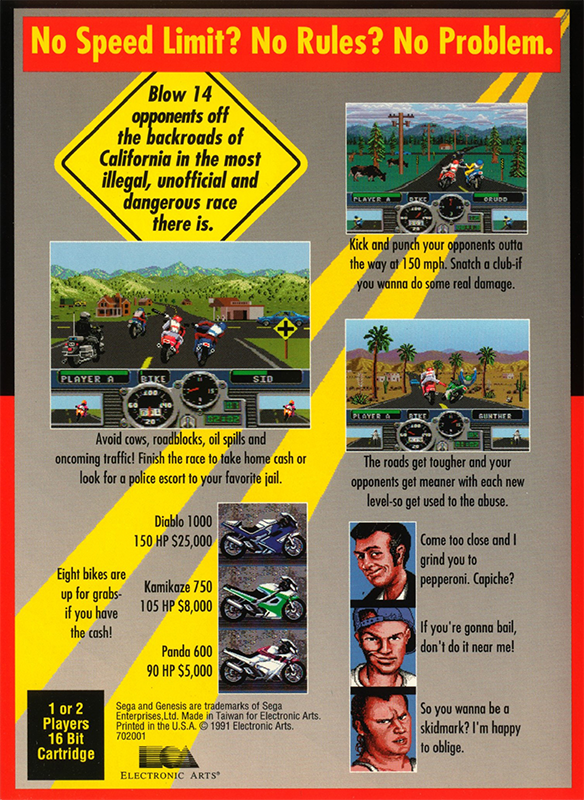 No Speed Limit? No Rules? No Problem.
Blow 14
opponents off
the backroads of
California in the most
illegal, unofficial and
dangerous race
there is.
PLAYER A BIKE DRUDO
Kick and punch your opponents outta
the way at 150 mph. Snatch a club-if
you wanna do some real damage.
PLAYER A BIKE SID
Avoid cows, roadblocks, oil spills and
oncoming traffic! Finish the race to take home cash or
look for a police escort to your favorite jail.
PLAYER A BIKE GUNTHER
The roads get tougher and your
opponents get meaner with each new
level-so get used to the abuse.
Diablo 1000
150 HP $25,000
Eight bikes are
up for grabs-
if you have
the cash!
Kamikaze 750
105 HP $8,000
Panda 600
90 HP $5,000
Come too close and I
grind you to
pepperoni. Capiche?
If you're gonna bail,
don't do it near me!
So you wanna be a
skidmark? I'm happy
to oblige.
1 or 2
Players
16 Bit
Cartridge
Sega and Genesis are trademarks of Sega
Enterprises,Ltd. Made in Taiwan for Electronic Arts.
Printed in the U.S.A. © 1991 Electronic Arts.
702001
ELECTRONIC ARTS®